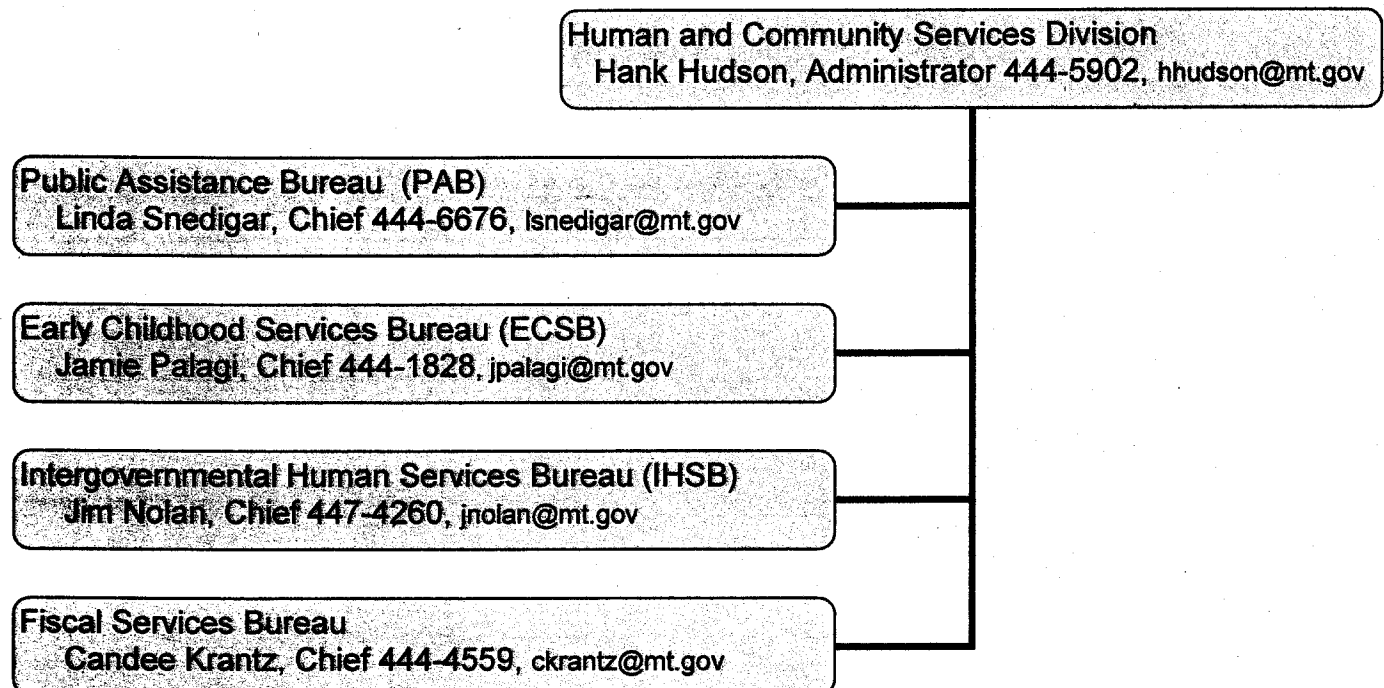 Human and Community Services Division
Hank Hudson, Administrator 444-5902, hhudson@mt.gov
Public Assistance Bureau (PAB)
Linda Snedigar, Chief 444-6676, lsnedigar@mt.gov
Early Childhood Services Bureau (ECSB)
Jamie Palagi, Chief 444-1828, jpalagi@mt.gov
Intergovernmental Human Services Bureau (IHSB)
Jim Nolan, Chief 447-4260, jnolan@mt.gov
Fiscal Services Bureau
Candee Krantz, Chief 444-4559, ckrantz@mt.gov